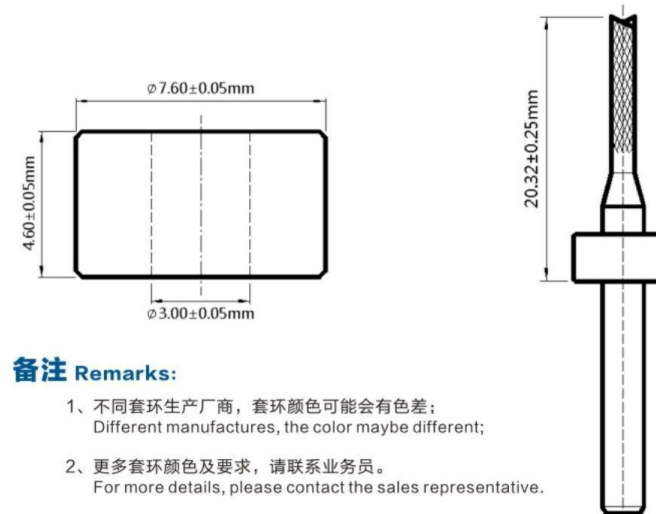 ⌀7.60±0.05mm
4.60±0.05mm
⌀3.00±0.05mm
20.32±0.25mm
备注 Remarks:
1、不同套环生产厂商，套环颜色可能会有色差；
Different manufactures, the color maybe different;
2、更多套环颜色及要求，请联系业务员。
For more details, please contact the sales representative.